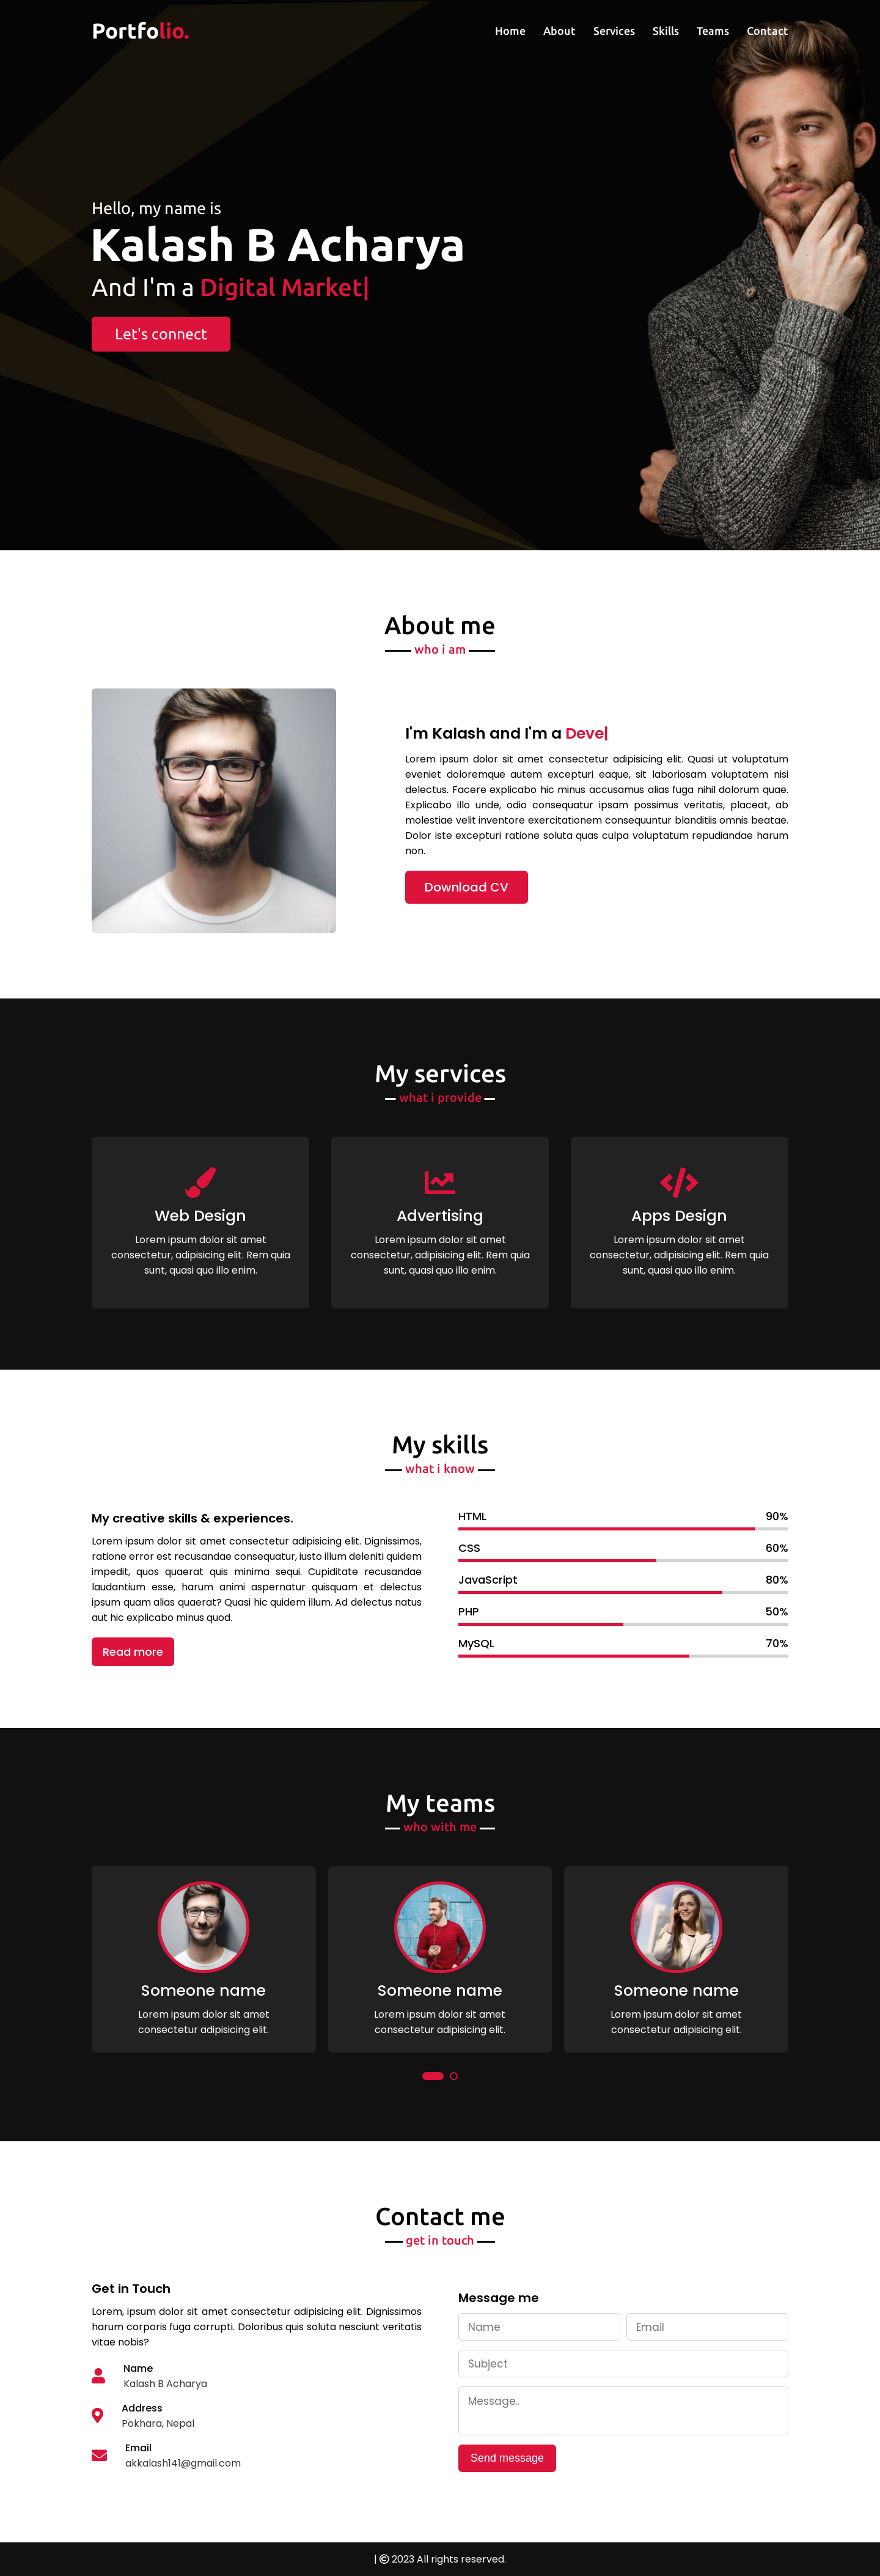 Portfolio.
Home About Services Skills Teams Contact
Hello, my name is
Kalash B Acharya
And I'm a Digital Market|
Let's connect
About me
who i am
I'm Kalash and I'm a Deve|
Lorem ipsum dolor sit amet consectetur adipisicing elit. Quasi ut voluptatum
eveniet doloremque autem excepturi eaque, sit laboriosam voluptatem nisi
delectus. Facere explicabo hic minus accusamus alias fuga nihil dolorum quae.
Explicabo illo unde, odio consequatur ipsam possimus veritatis, placeat, ab
molestiae velit inventore exercitationem consequuntur blanditiis omnis beatae.
Dolor iste excepturi ratione soluta quas culpa voluptatum repudiandae harum
non.
Download CV
My services
what i provide
Web Design
Lorem ipsum dolor sit amet
consectetur, adipisicing elit. Rem quia
sunt, quasi quo illo enim.
Advertising
Lorem ipsum dolor sit amet
consectetur, adipisicing elit. Rem quia
sunt, quasi quo illo enim.
Apps Design
Lorem ipsum dolor sit amet
consectetur, adipisicing elit. Rem quia
sunt, quasi quo illo enim.
My skills
what i know
My creative skills & experiences.
Lorem ipsum dolor sit amet consectetur adipisicing elit. Dignissimos,
ratione error est recusandae consequatur, iusto illum deleniti quidem
impedit, quos quaerat quis minima sequi. Cupiditate recusandae
laudantium esse, harum animi aspernatur quisquam et delectus
ipsum quam alias quaerat? Quasi hic quidem illum. Ad delectus natus
aut hic explicabo minus quod.
Read more
HTML 90%
CSS 60%
JavaScript 80%
PHP 50%
MySQL 70%
My teams
who with me
Someone name
Lorem ipsum dolor sit amet
consectetur adipisicing elit.
Someone name
Lorem ipsum dolor sit amet
consectetur adipisicing elit.
Someone name
Lorem ipsum dolor sit amet
consectetur adipisicing elit.
Contact me
get in touch
Get in Touch
Lorem, ipsum dolor sit amet consectetur adipisicing elit. Dignissimos
harum corporis fuga corrupti. Doloribus quis soluta nesciunt veritatis
vitae nobis?
Name
Kalash B Acharya
Address
Pokhara, Nepal
Email
akkalash141@gmail.com
Message me
Name Email
Subject
Message..
Send message
| © 2023 All rights reserved.